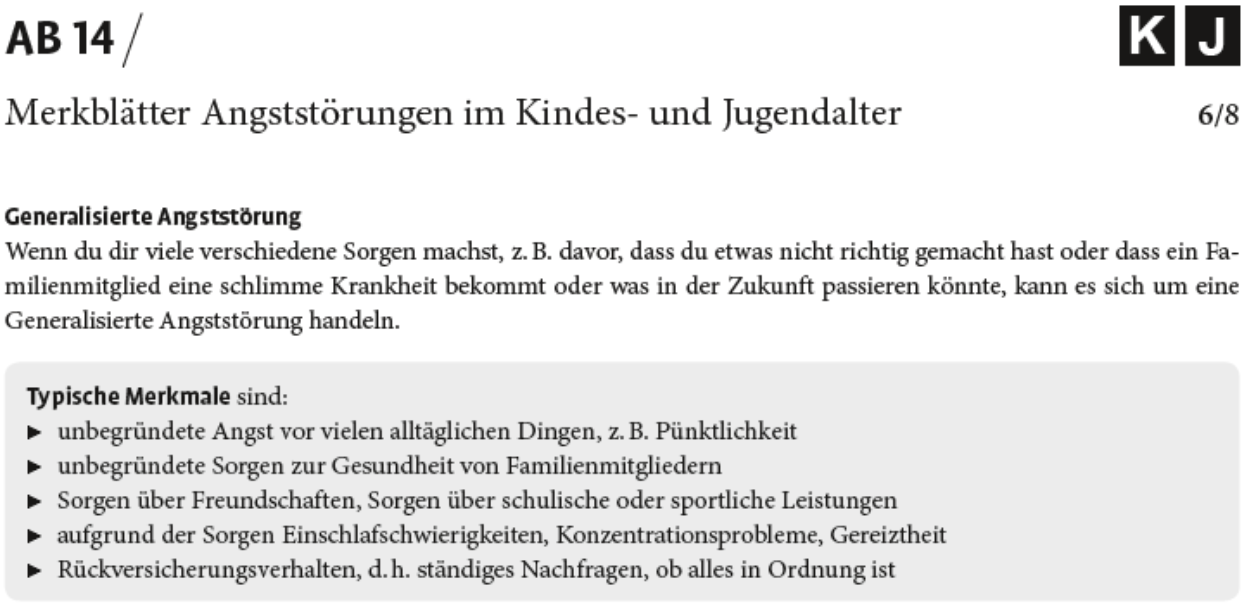 AB 14 /
K J
Merkblätter Angststörungen im Kindes- und Jugendalter
6/8
Generalisierte Angststörung
Wenn du dir viele verschiedene Sorgen machst, z. B. davor, dass du etwas nicht richtig gemacht hast oder dass ein Fa-
milienmitglied eine schlimme Krankheit bekommt oder was in der Zukunft passieren könnte, kann es sich um eine
Generalisierte Angststörung handeln.
Typische Merkmale sind:
► unbegründete Angst vor vielen alltäglichen Dingen, z. B. Pünktlichkeit
► unbegründete Sorgen zur Gesundheit von Familienmitgliedern
► Sorgen über Freundschaften, Sorgen über schulische oder sportliche Leistungen
► aufgrund der Sorgen Einschlafschwierigkeiten, Konzentrationsprobleme, Gereiztheit
► Rückversicherungsverhalten, d. h. ständiges Nachfragen, ob alles in Ordnung ist